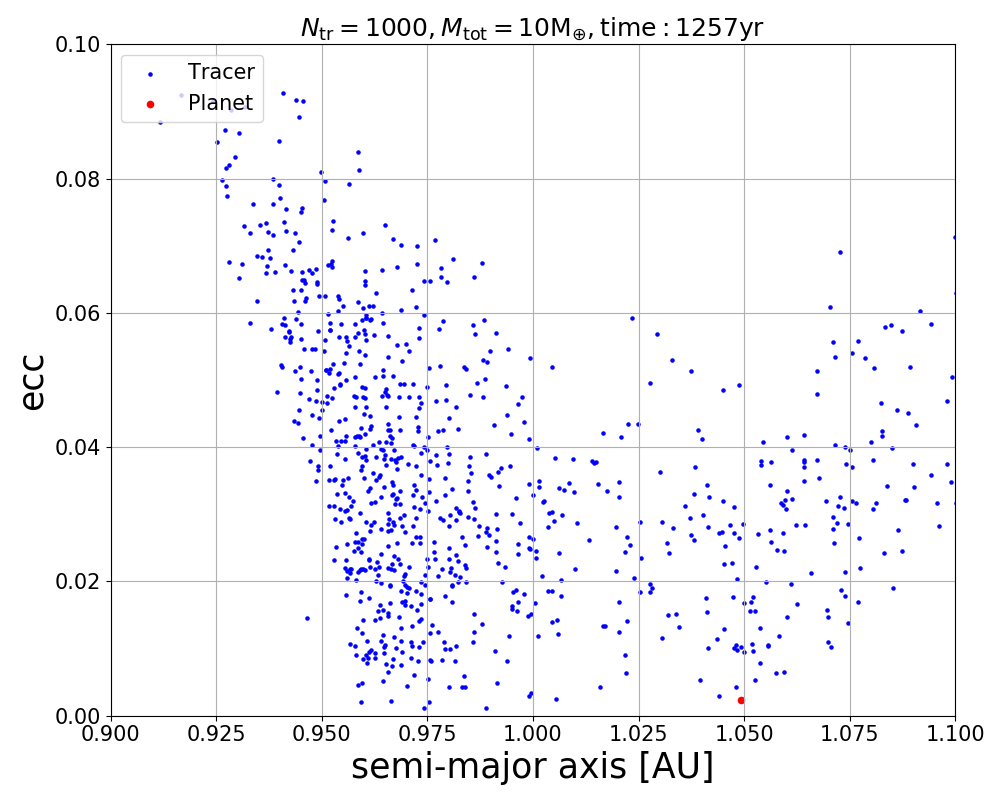 N_tr = 1000, M_tot = 10M_⊕, time : 1257yr
Tracer
Planet
ecc
0.10
0.08
0.06
0.04
0.02
0.00
0.900 0.925 0.950 0.975 1.000 1.025 1.050 1.075 1.100
semi-major axis [AU]